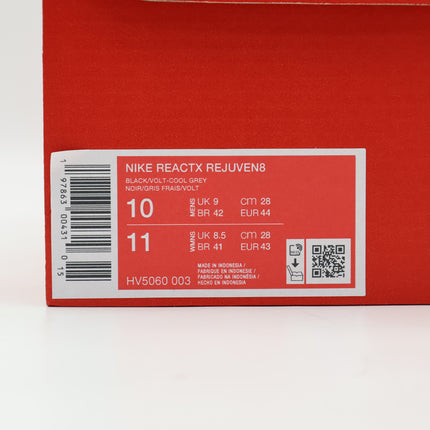 NIKE REACTX REJUVEN8
BLACK/VOLT-COOL GREY
NOIR/GRIS FRAIS/VOLT
10 MENS UK 9 CM 28
BR 42 EUR 44
11 WMNS UK 8.5 CM 28
BR 41 EUR 43
MADE IN INDONESIA /
FABRIQUE EN INDONESIE /
FABRICADO NA INDONÉSIA /
HECHO EN INDONESIA
HV5060 003
1 97863 00431 0 15